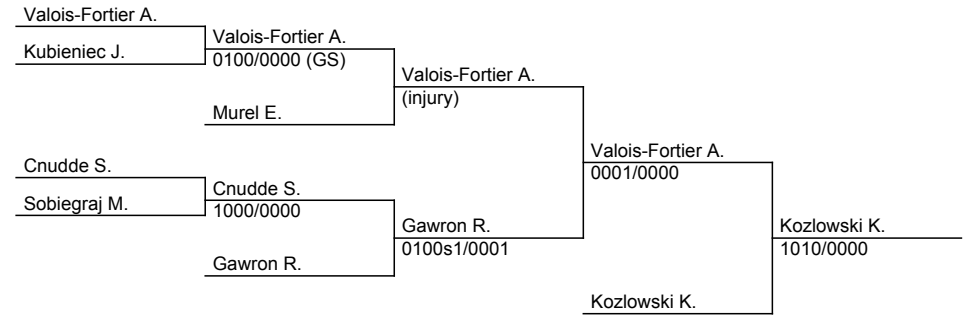 Valois-Fortier A.
Kubieniec J.
Valois-Fortier A.
0100/0000 (GS)
Murel E.
Valois-Fortier A.
(injury)
Cnudde S.
Sobiegraj M.
Cnudde S.
1000/0000
Gawron R.
Gawron R.
0100s1/0001
Valois-Fortier A.
0001/0000
Kozlowski K.
Kozlowski K.
1010/0000